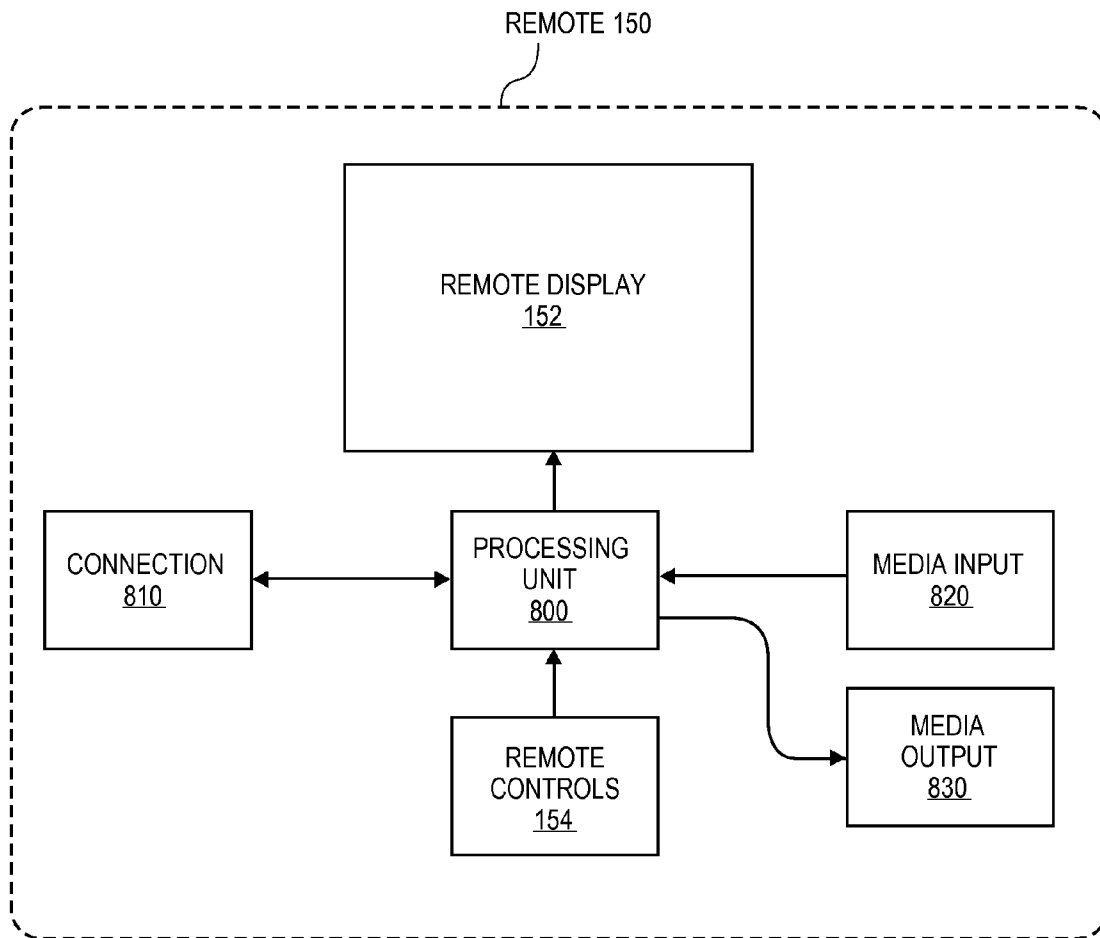 REMOTE 150
REMOTE DISPLAY
152
CONNECTION
810
PROCESSING
UNIT
800
MEDIA INPUT
820
REMOTE
CONTROLS
154
MEDIA
OUTPUT
830